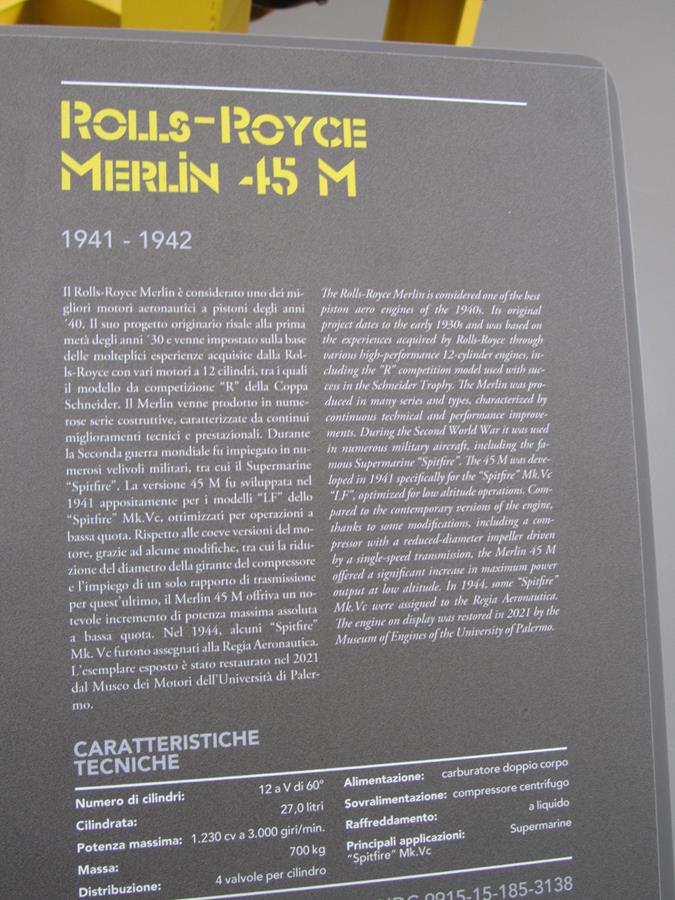 ROLLS-ROYCE
MERLIN 45 M
1941 - 1942
Il Rolls-Royce Merlin è considerato uno dei mi-
gliori motori aeronautici a pistoni degli anni
´40. Il suo progetto originario risale alla prima
metà degli anni ´30 e venne impostato sulla base
delle molteplici esperienze acquisite dalla Rol-
ls-Royce con vari motori a 12 cilindri, tra i quali
il modello da competizione “R” della Coppa
Schneider. Il Merlin venne prodotto in nume-
rose serie costruttive, caratterizzate da continui
miglioramenti tecnici e prestazionali. Durante
la Seconda guerra mondiale fu impiegato in nu-
merosi velivoli militari, tra cui il Supermarine
“Spitfire”. La versione 45 M fu sviluppata nel
1941 appositamente per i modelli “LF” dello
“Spitfire” Mk.Vc, ottimizzati per operazioni a
bassa quota. Rispetto alle coeve versioni del mo-
tore, grazie ad alcune modifiche, tra cui la ridu-
zione del diametro della girante del compressore
e l’impiego di un solo rapporto di trasmissione
per quest’ultimo, il Merlin 45 M offriva un no-
tevole incremento di potenza massima assoluta
a bassa quota. Nel 1944, alcuni “Spitfire”
Mk. Vc furono assegnati alla Regia Aeronautica.
L’esemplare esposto è stato restaurato nel 2021
dal Museo dei Motori dell’Università di Paler-
mo.
The Rolls-Royce Merlin is considered one of the best
piston aero engines of the 1940s. Its original
project dates to the early 1930s and was based on
the experiences acquired by Rolls-Royce through
various high-performance 12-cylinder engines, in-
cluding the “R” competition model used with suc-
cess in the Schneider Trophy. The Merlin was pro-
duced in many series and types, characterized by
continuous technical and performance improve-
ments. During the Second World War it was used
in numerous military aircraft, including the fa-
mous Supermarine “Spitfire”. The 45 M was deve-
loped in 1941 specifically for the “Spitfire” Mk.Vc
“LF”, optimized for low altitude operations. Com-
pared to the contemporary versions of the engine,
thanks to some modifications, including a com-
pressor with a reduced-diameter impeller driven
by a single-speed transmission, the Merlin 45 M
offered a significant increase in maximum power
output at low altitude. In 1944, some “Spitfire”
Mk.Vc were assigned to the Regia Aeronautica.
The engine on display was restored in 2021 by the
Museum of Engines of the University of Palermo.
CARATTERISTICHE
TECNICHE
Numero di cilindri: 12 a V di 60°
Cilindrata: 27,0 litri
Potenza massima: 1.230 cv a 3.000 giri/min.
Massa: 700 kg
Distribuzione: 4 valvole per cilindro
Alimentazione: carburatore doppio corpo
Sovralimentazione: compressore centrifugo
Raffreddamento: a liquido
Principali applicazioni: Supermarine
“Spitfire” Mk.Vc
9915-15-185-3138